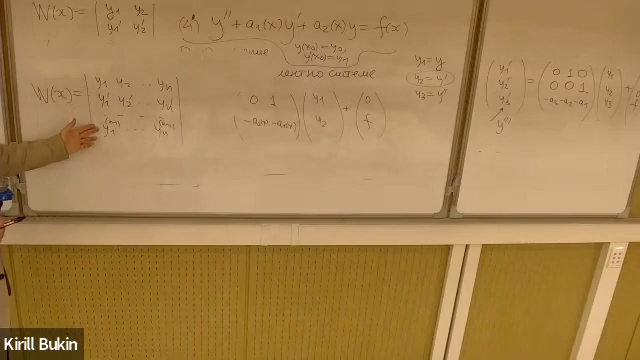 W(x) = | y₁ y₂ |
| y₁' y₂' |
(4) y'' + a₁(x)y' + a₂(x)y = f(x)
y(x₀) = y₀,
y'(x₀) = y₁
y₁ = y
y₂ = y'
y₃ = y''
W(x) = | y₁ y₂ ... yₙ |
| y₁' y₂' ... yₙ' |
| y₁⁽ⁿ⁻¹⁾ ... yₙ⁽ⁿ⁻¹⁾ |
системе
0 1
-a₂(x) -a₁(x)
( y₁
y₂ )
+ ( 0
f )
( y₁'
y₂'
y₃' )
= ( 0 1 0
0 0 1
-a₃ -a₂ -a₁ )
( y₁
y₂
y₃ ) +
y'''
Kirill Bukin